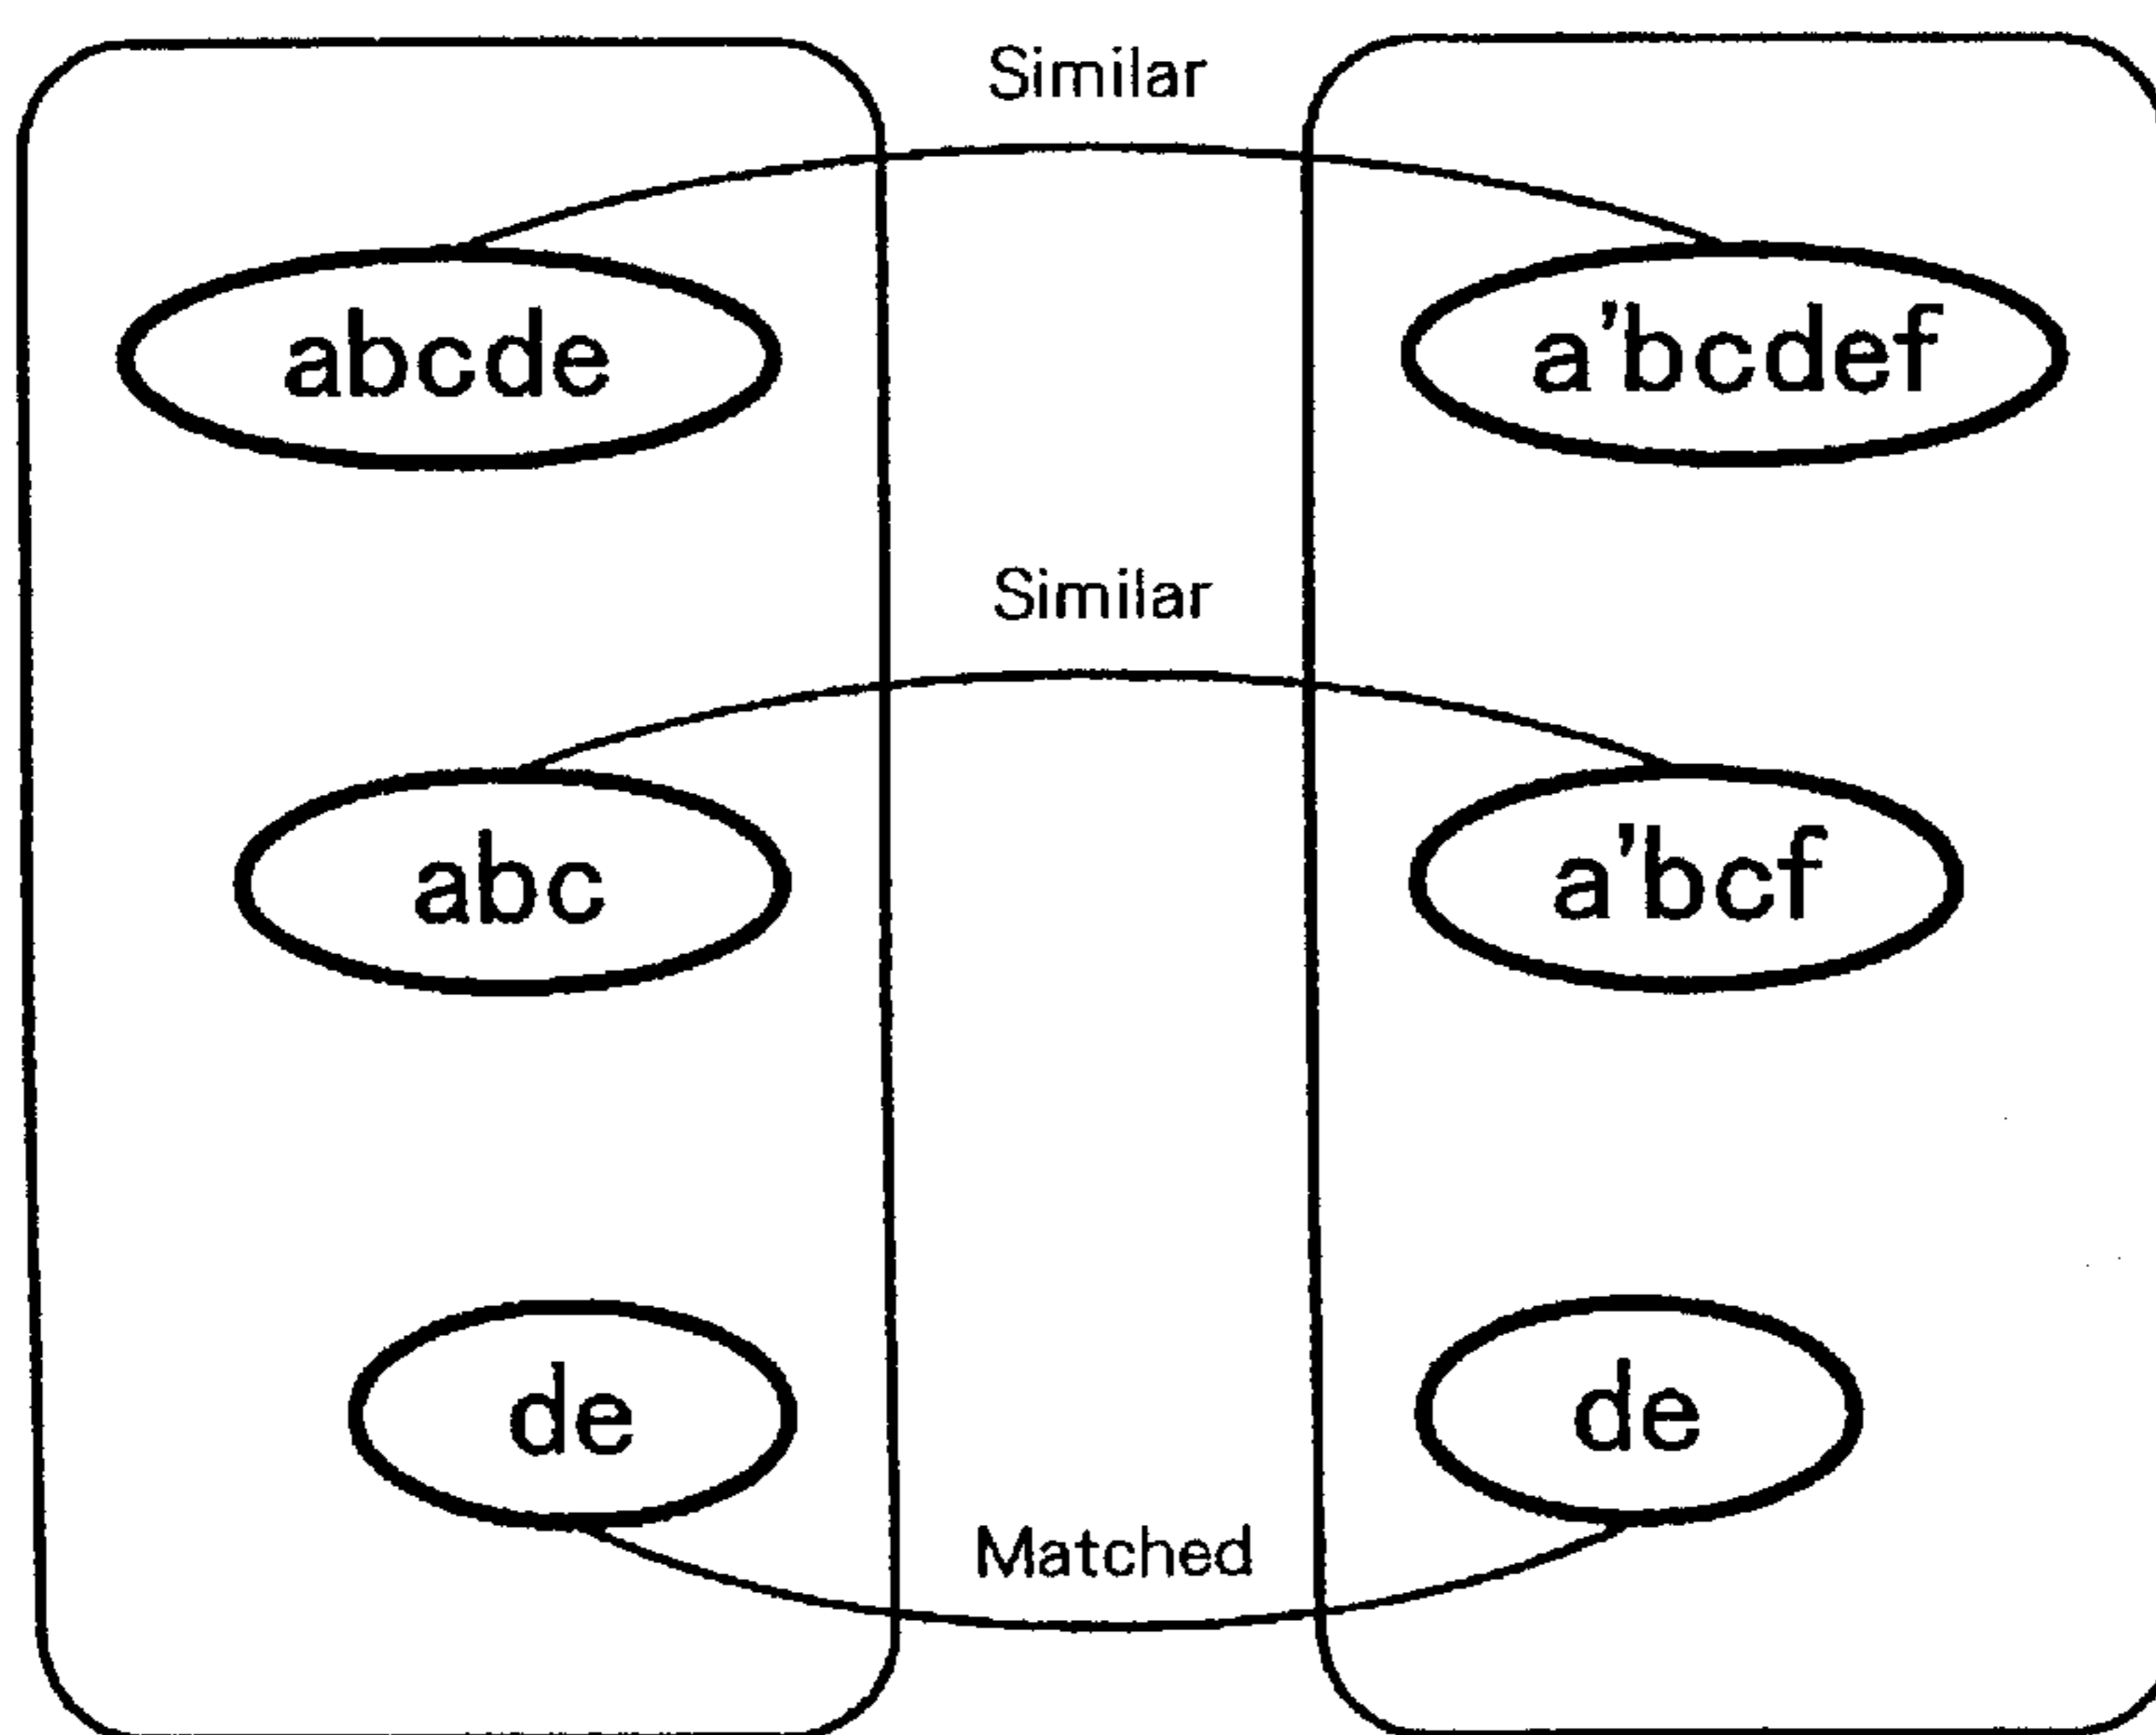 Similar
abcde
a'bcdef
Similar
abc
a'bcf
de
de
Matched